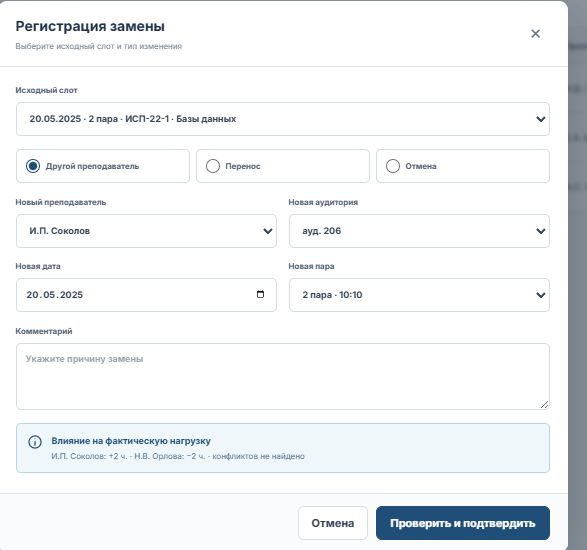 Регистрация замены
Выберите исходный слот и тип изменения
Исходный слот
20.05.2025 · 2 пара · ИСП-22-1 · Базы данных
Другой преподаватель
Перенос
Отмена
Новый преподаватель
Новая аудитория
И.П. Соколов
ауд. 206
Новая дата
Новая пара
20.05.2025
2 пара · 10:10
Комментарий
Укажите причину замены
Влияние на фактическую нагрузку
И.П. Соколов: +2 ч. · Н.В. Орлова: −2 ч. · конфликтов не найдено
Отмена
Проверить и подтвердить